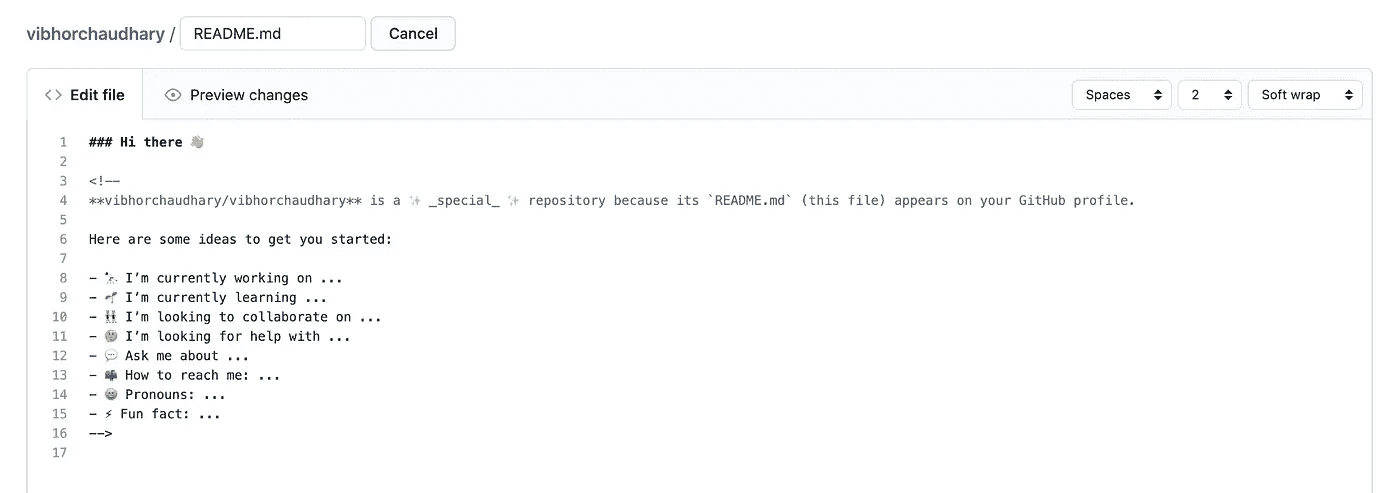 vibhorchaudhary / README.md Cancel
<> Edit file Preview changes Spaces 2 Soft wrap
1 ### Hi there 👋
2
3 <!--
4 **vibhorchaudhary/vibhorchaudhary** is a ✨ _special_ ✨ repository because its `README.md` (this file) appears on your GitHub profile.
5
6 Here are some ideas to get you started:
7
8 - 🔭 I’m currently working on ...
9 - 🌱 I’m currently learning ...
10 - 👯 I’m looking to collaborate on ...
11 - 🤔 I’m looking for help with ...
12 - 💬 Ask me about ...
13 - 📫 How to reach me: ...
14 - 😄 Pronouns: ...
15 - ⚡ Fun fact: ...
16 -->
17